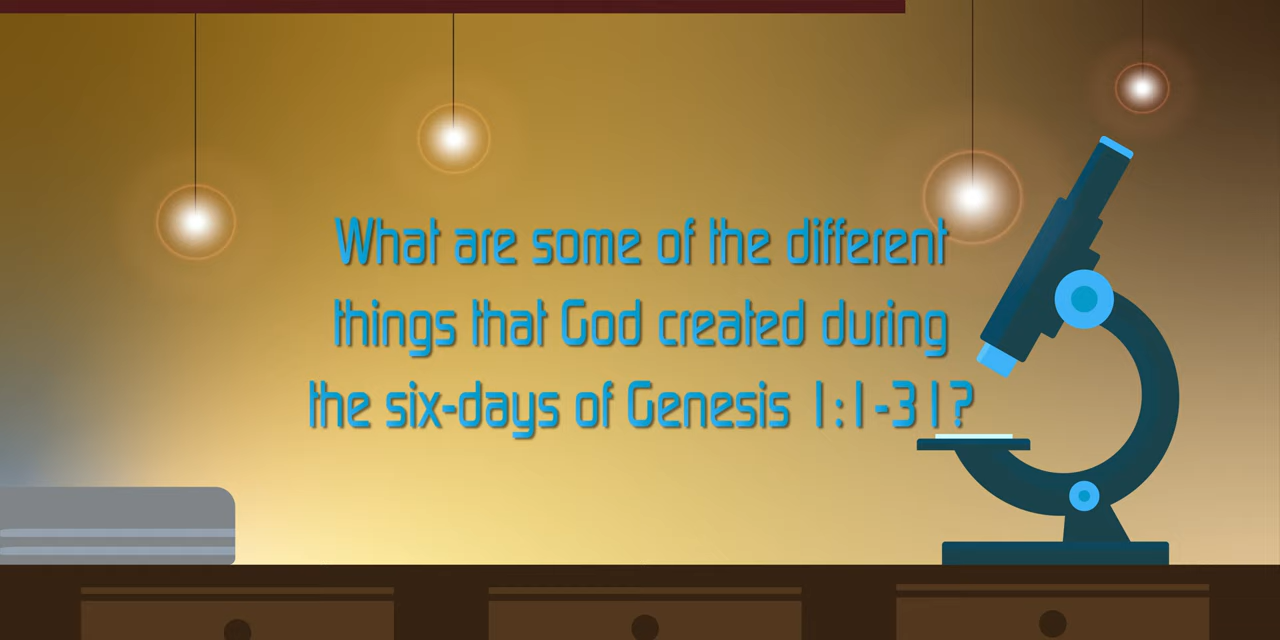 What are some of the different
things that God created during
the six-days of Genesis 1:1-31?